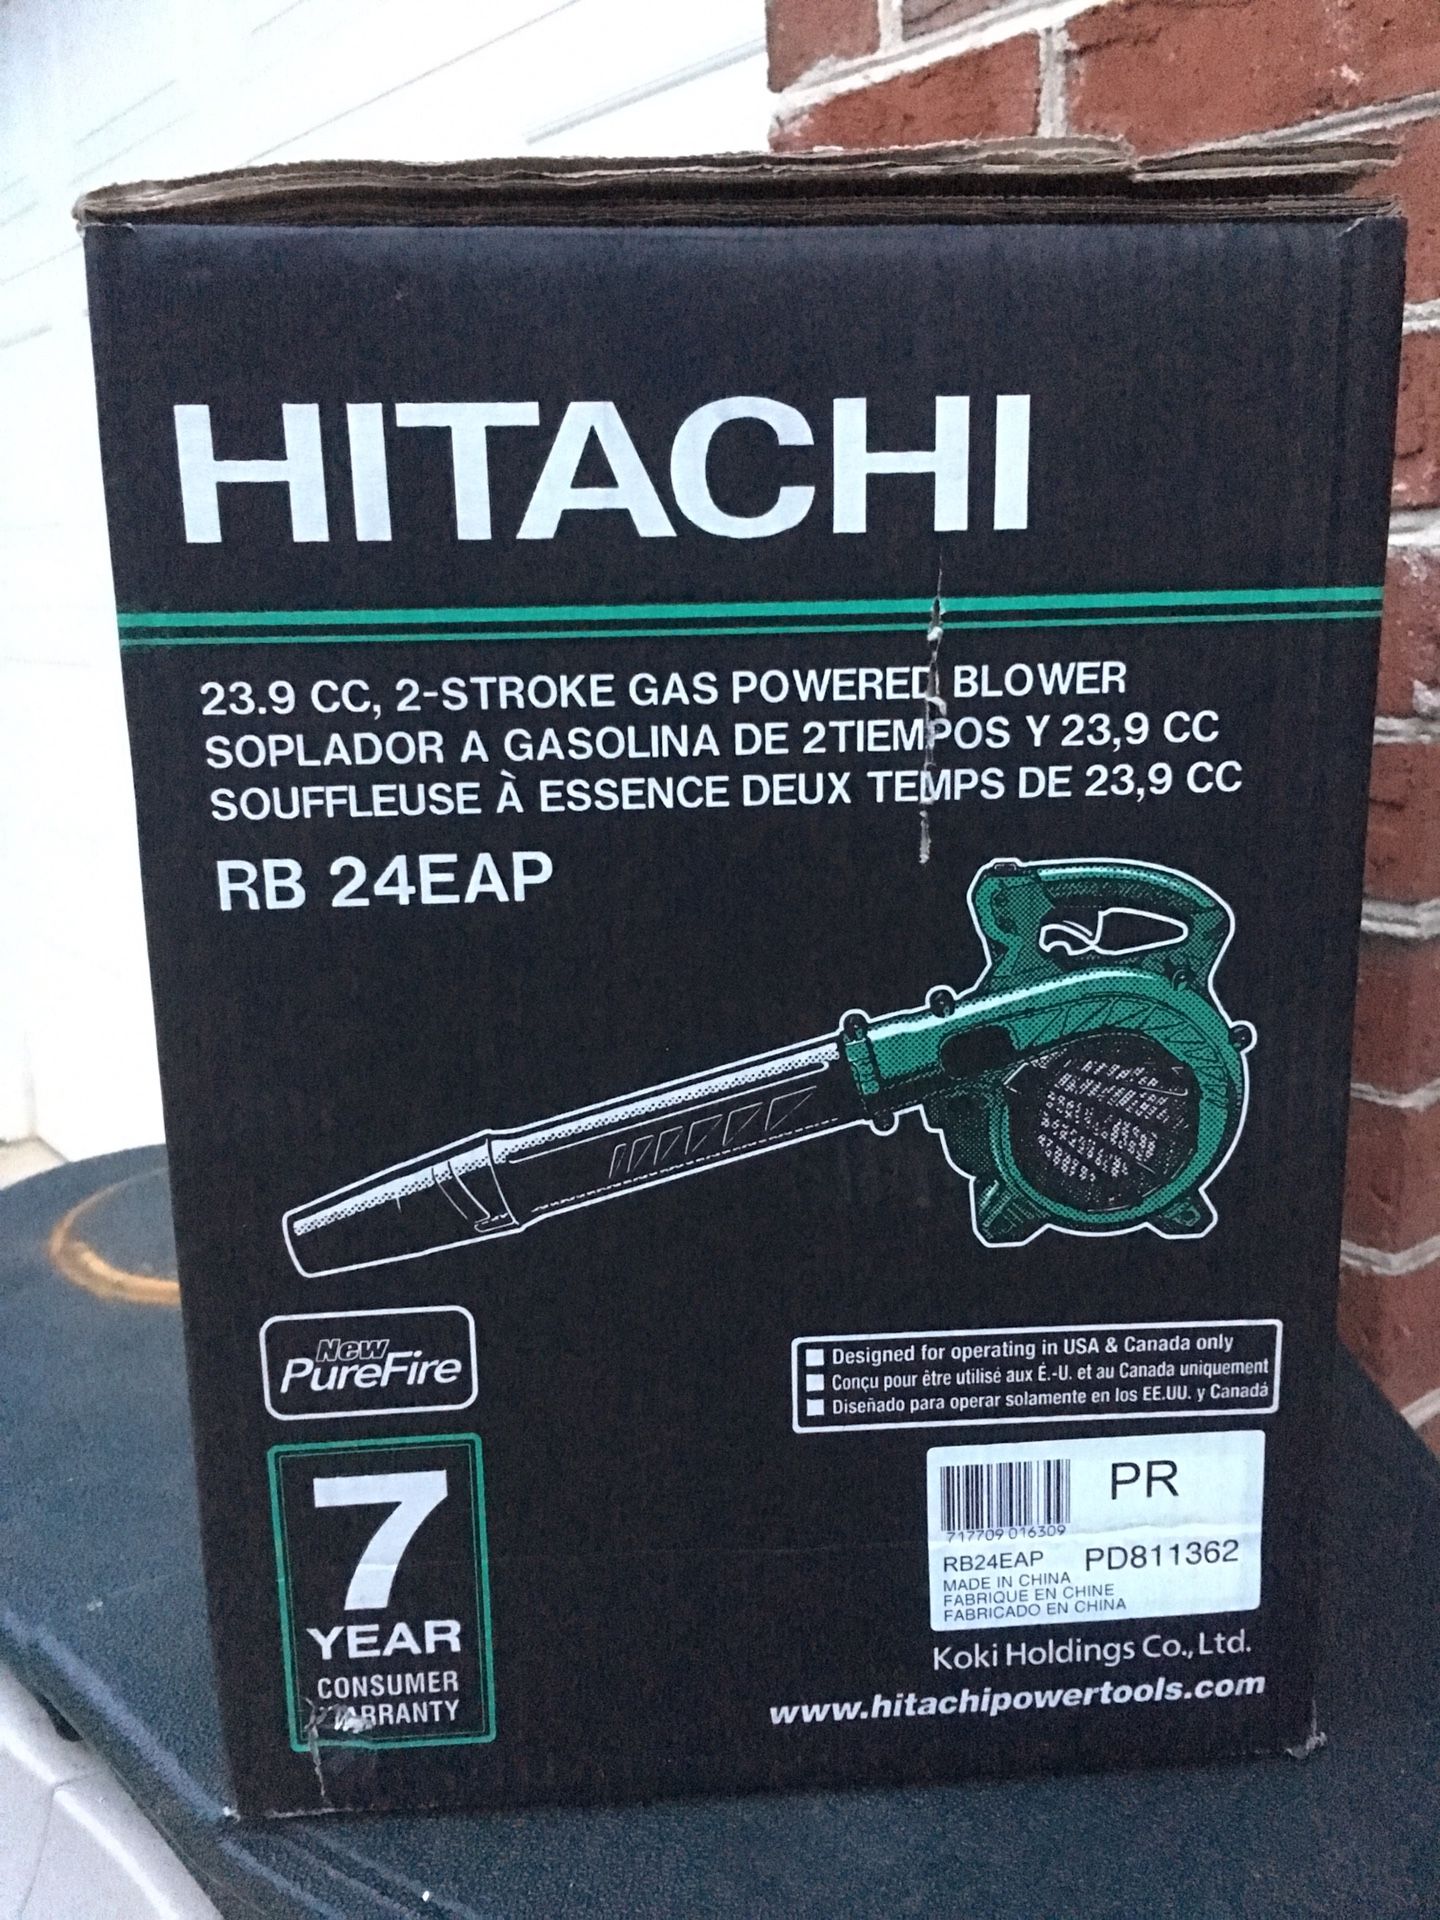 HITACHI
23.9 CC, 2-STROKE GAS POWERED BLOWER
SOPLADOR A GASOLINA DE 2TIEMPOS Y 23,9 CC
SOUFFLEUSE À ESSENCE DEUX TEMPS DE 23,9 CC
RB 24EAP
New
PureFire
Designed for operating in USA & Canada only
Conçu pour être utilisé aux É.-U. et au Canada uniquement
Diseñado para operar solamente en los EE.UU. y Canadá
7
YEAR
CONSUMER
WARRANTY
PR
717709 016309
RB24EAP PD811362
MADE IN CHINA
FABRIQUE EN CHINE
FABRICADO EN CHINA
Koki Holdings Co., Ltd.
www.hitachipowertools.com